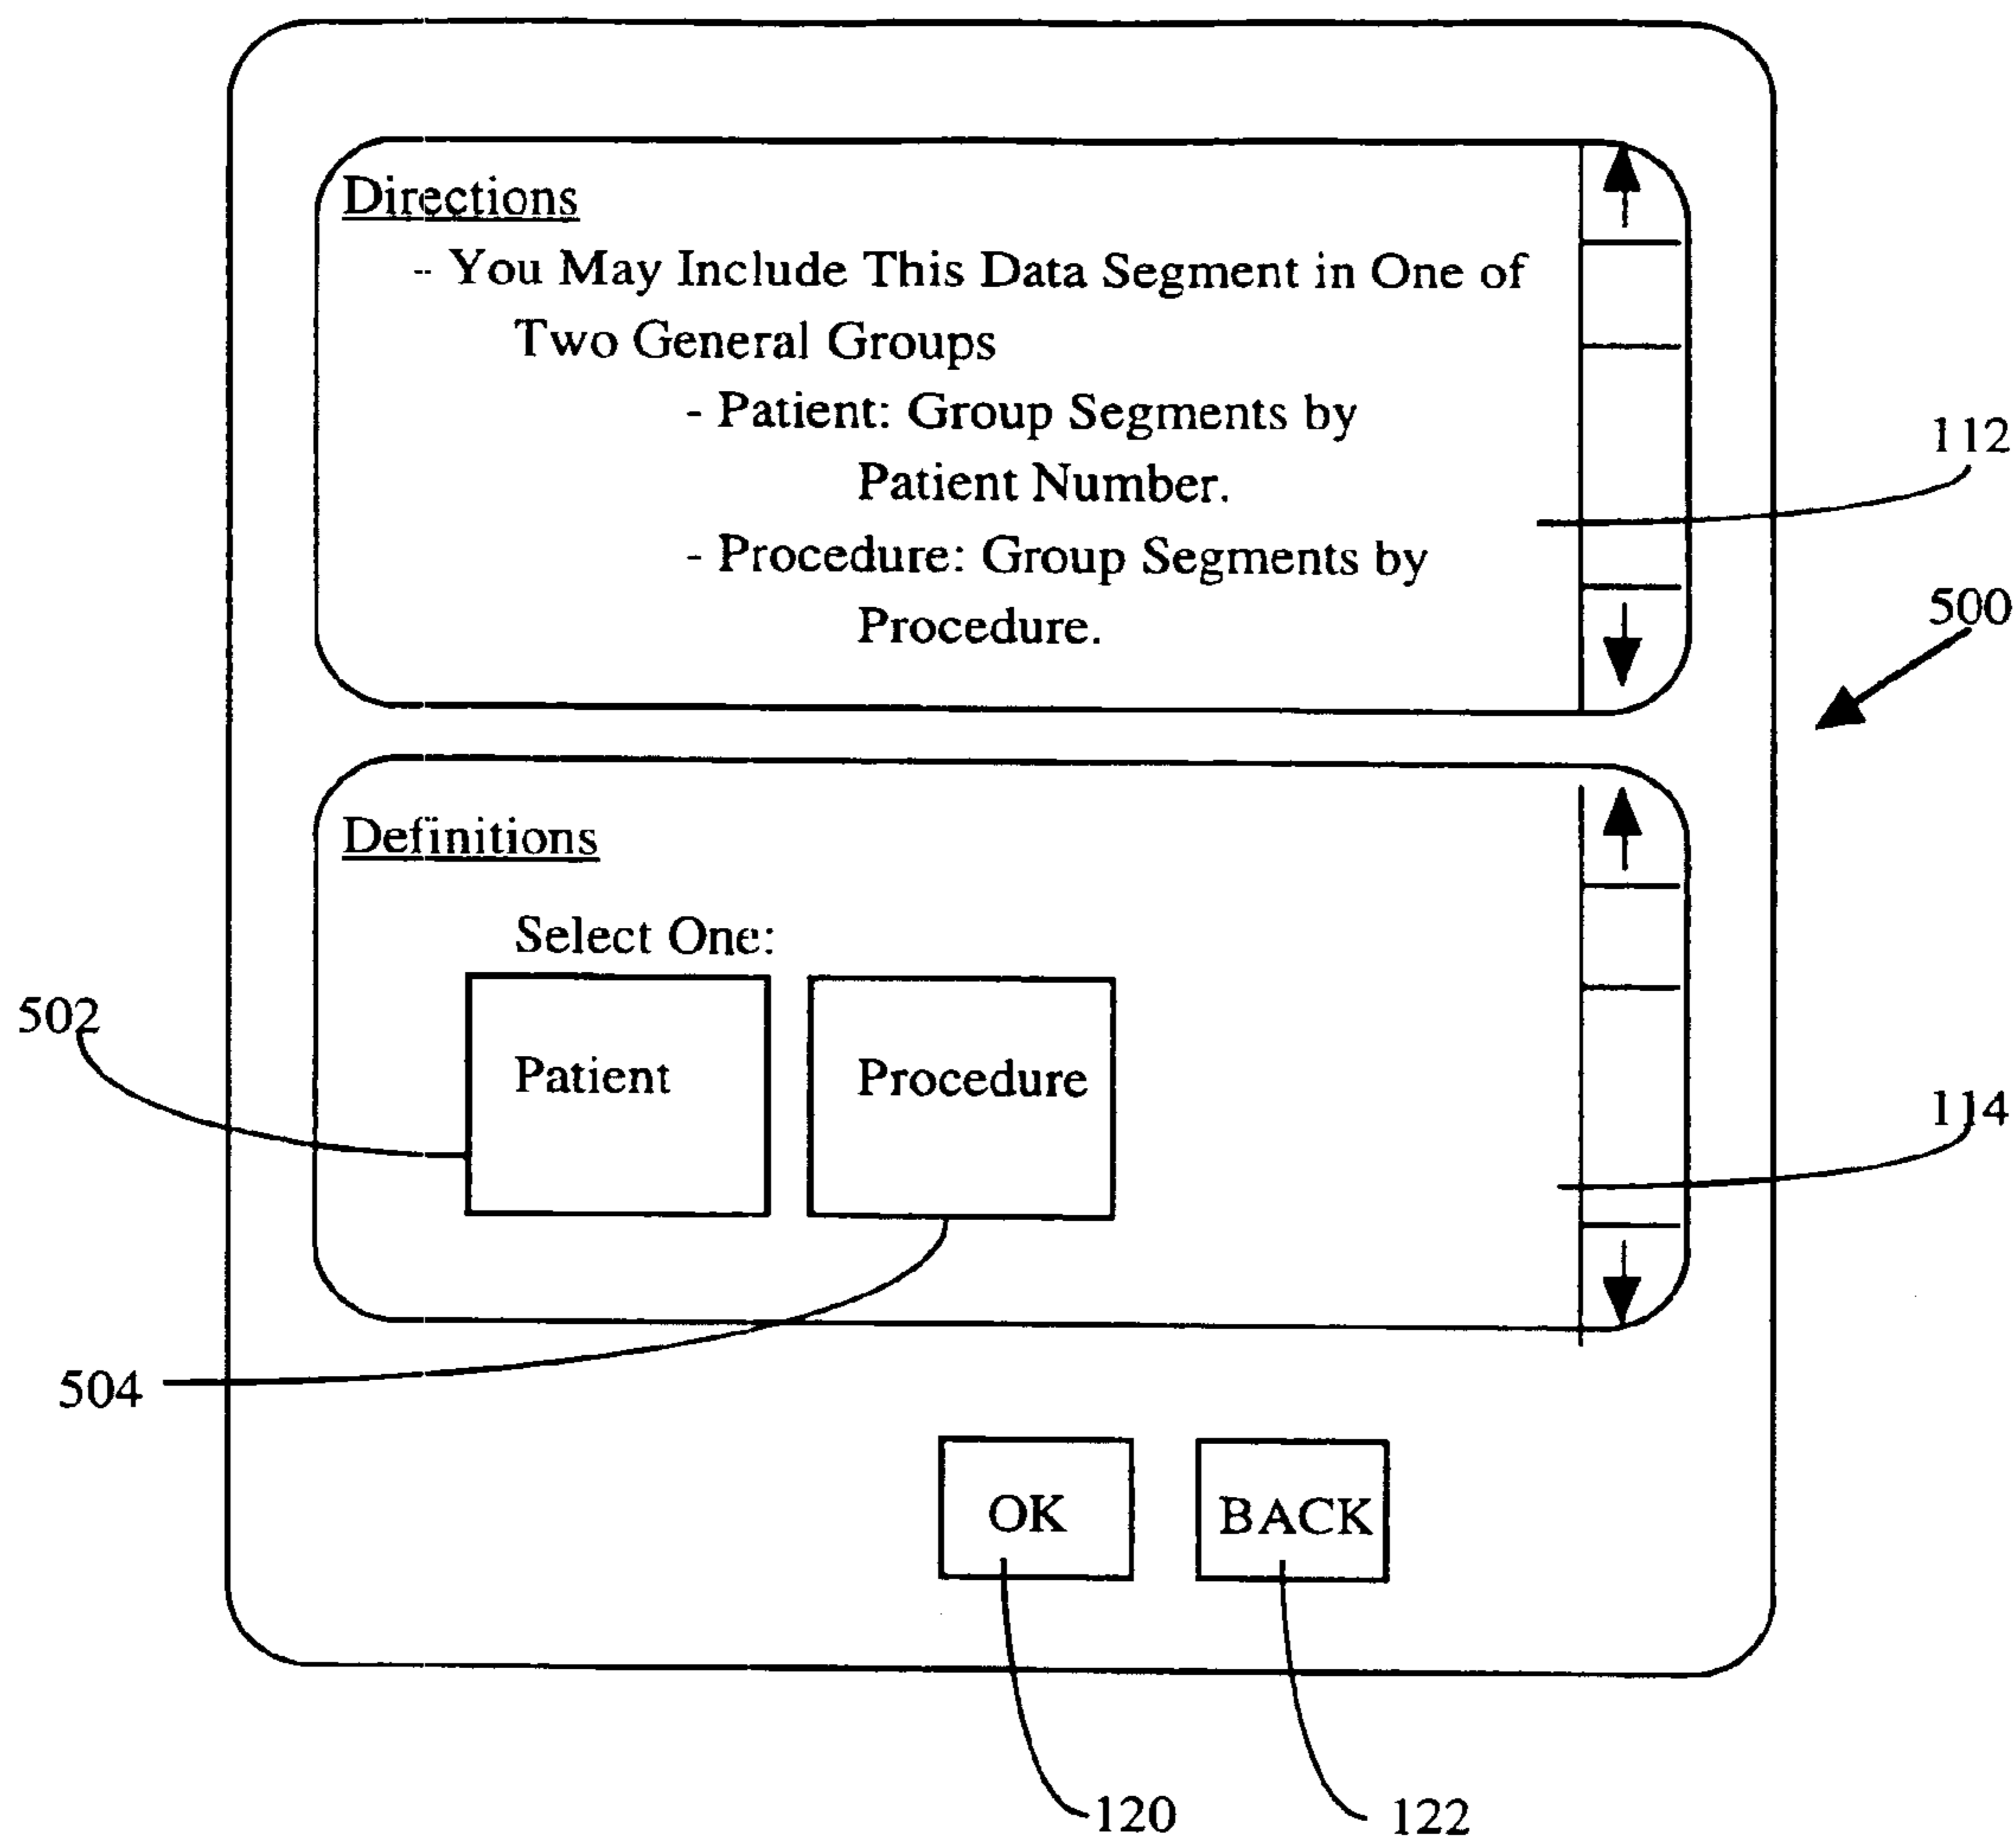 Directions
- You May Include This Data Segment in One of
Two General Groups
- Patient: Group Segments by
Patient Number.
- Procedure: Group Segments by
Procedure.
112
500
Definitions
Select One:
502
Patient
Procedure
114
504
OK
BACK
120
122